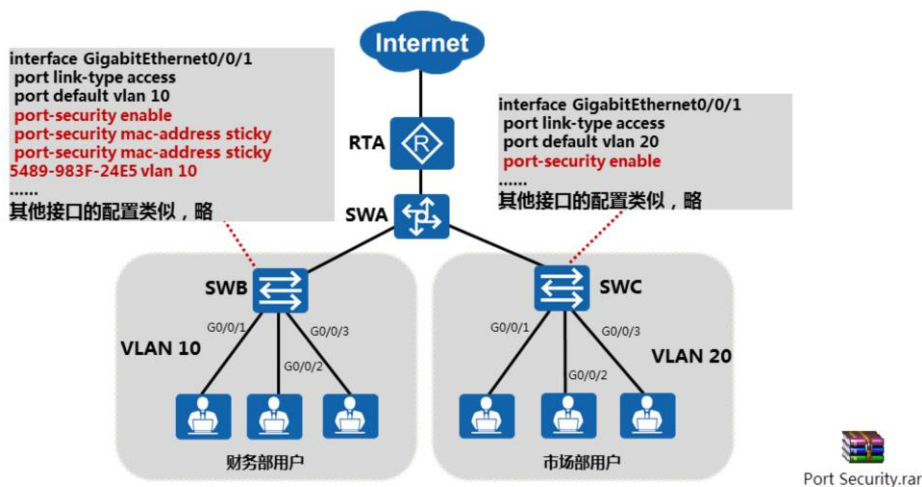 Internet
interface GigabitEthernet0/0/1
port link-type access
port default vlan 10
port-security enable
port-security mac-address sticky
port-security mac-address sticky
5489-983F-24E5 vlan 10
......
其他接口的配置类似，略
interface GigabitEthernet0/0/1
port link-type access
port default vlan 20
port-security enable
......
其他接口的配置类似，略
RTA
R
SWA
SWB
G0/0/1
G0/0/3
G0/0/2
VLAN 10
财务部用户
SWC
G0/0/1
G0/0/3
G0/0/2
VLAN 20
市场部用户
Port Security.rar